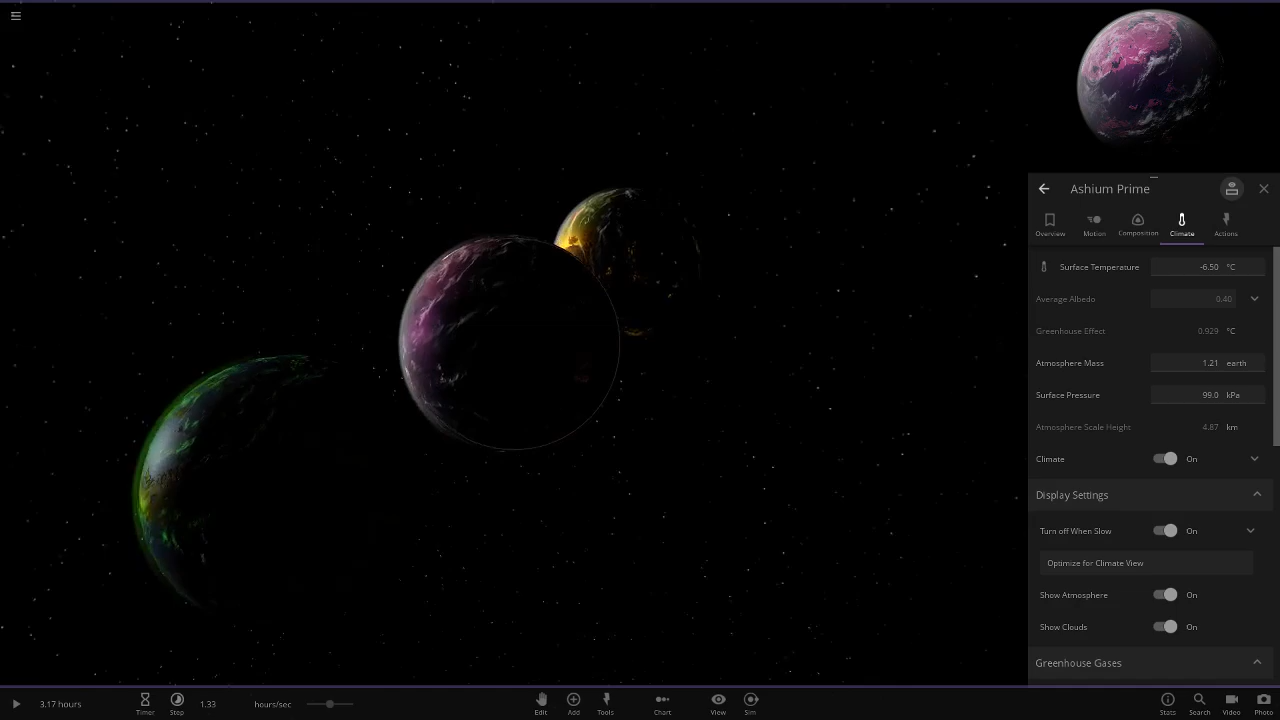 Ashium Prime
Overview Motion Composition Climate Actions
Surface Temperature -6.50 °C
Average Albedo 0.40
Greenhouse Effect 0.929 °C
Atmosphere Mass 1.21 earth
Surface Pressure 99.0 kPa
Atmosphere Scale Height 4.87 km
Climate On
Display Settings
Turn off When Slow On
Optimize for Climate View
Show Atmosphere On
Show Clouds On
Greenhouse Gases
3.17 hours Timer Step 1.33 hours/sec Edit Add Tools Chart View Sim Stats Search Video Photo